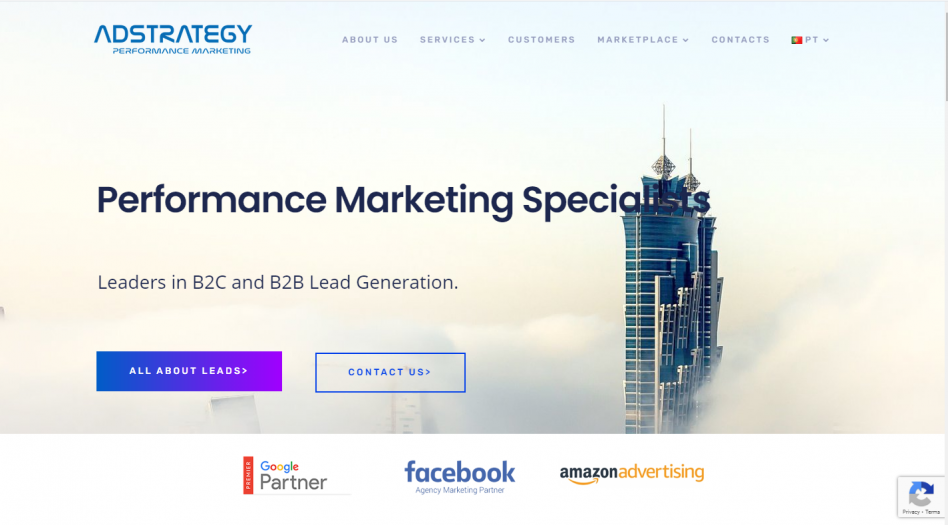 ADSTRATEGY
PERFORMANCE MARKETING
ABOUT US SERVICES CUSTOMERS MARKETPLACE CONTACTS PT
Performance Marketing Specialists
Leaders in B2C and B2B Lead Generation.
ALL ABOUT LEADS> CONTACT US>
PREMIER
Google
Partner
facebook
Agency Marketing Partner
amazonadvertising
Privacy - Terms